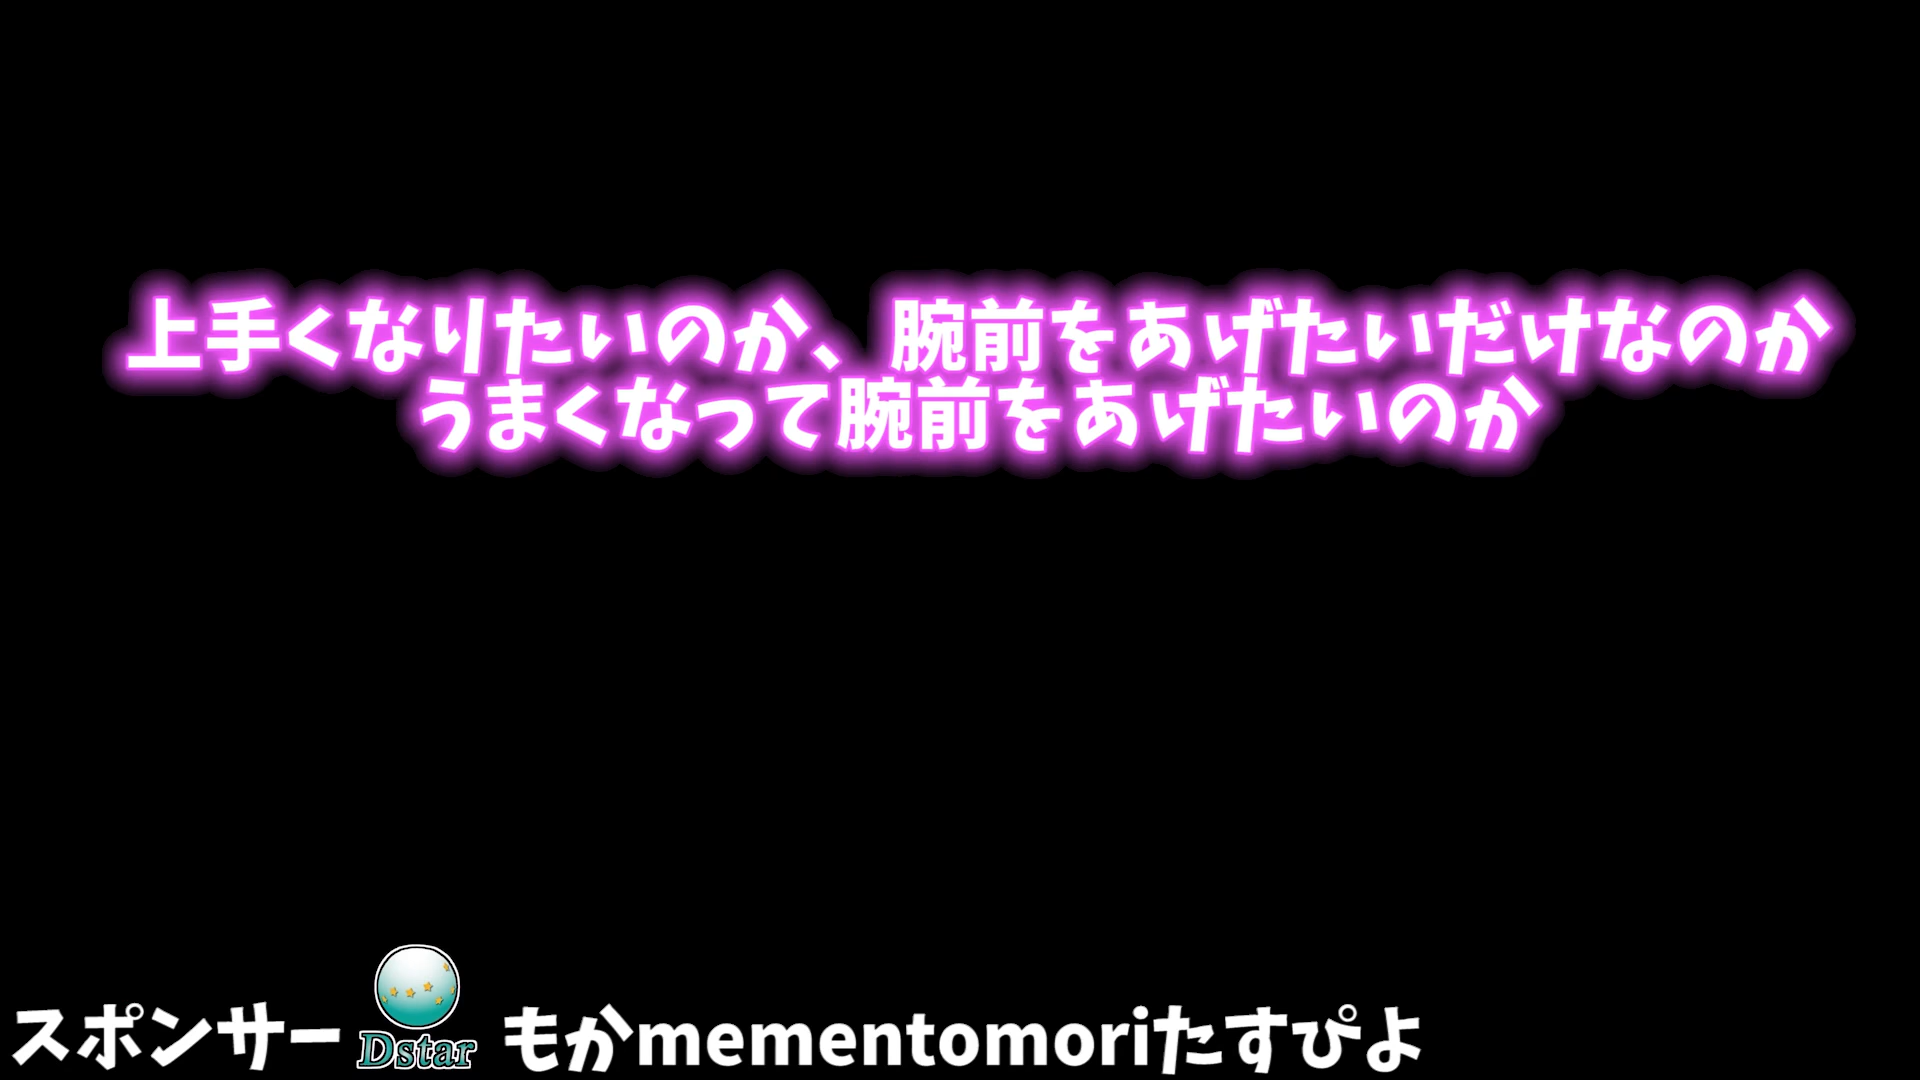 上手くなりたいのか、腕前をあげたいだけなのか
うまくなって腕前をあげたいのか
スポンサー Dstar もかmementomoriたすぴよ